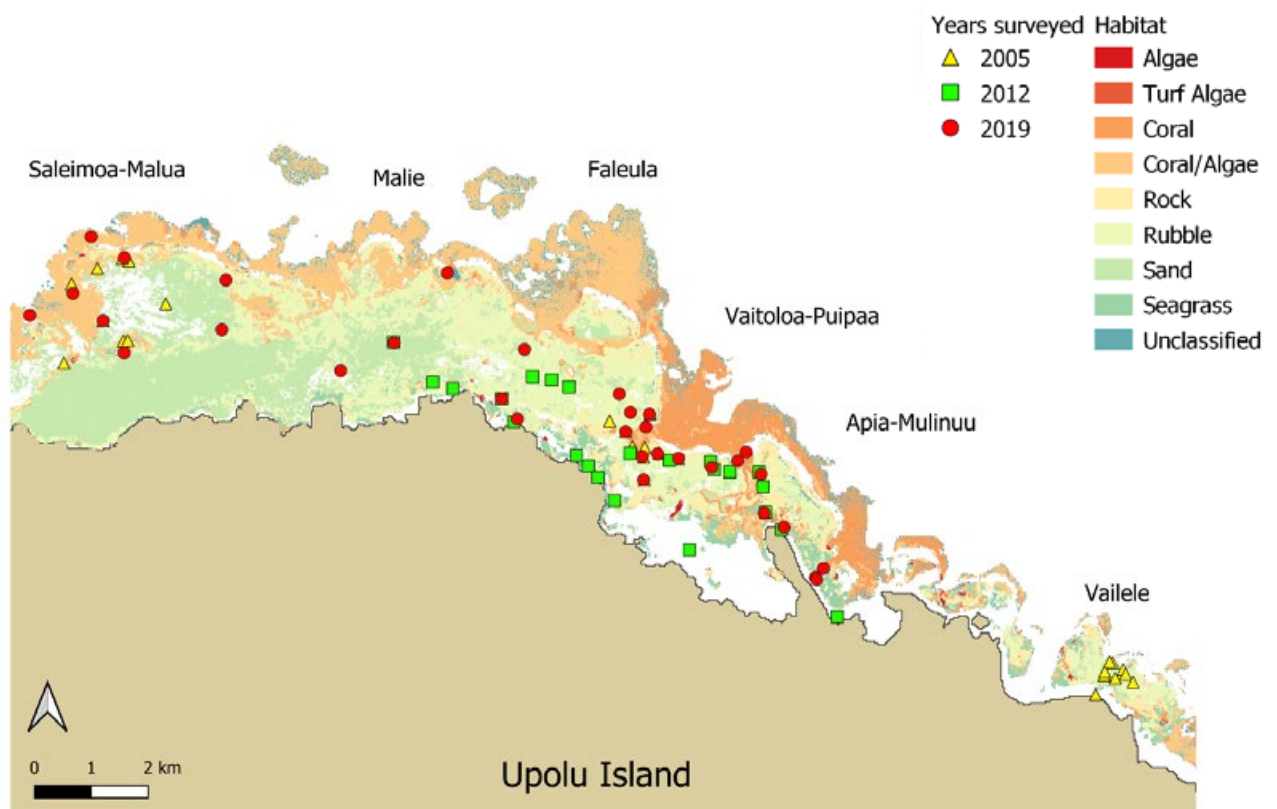 Years surveyed
2005
2012
2019
Habitat
Algae
Turf Algae
Coral
Coral/Algae
Rock
Rubble
Sand
Seagrass
Unclassified
Saleimoa-Malua
Malie
Faleula
Vaitoloa-Puipaa
Apia-Mulinuu
Vailele
0 1 2 km
Upolu Island